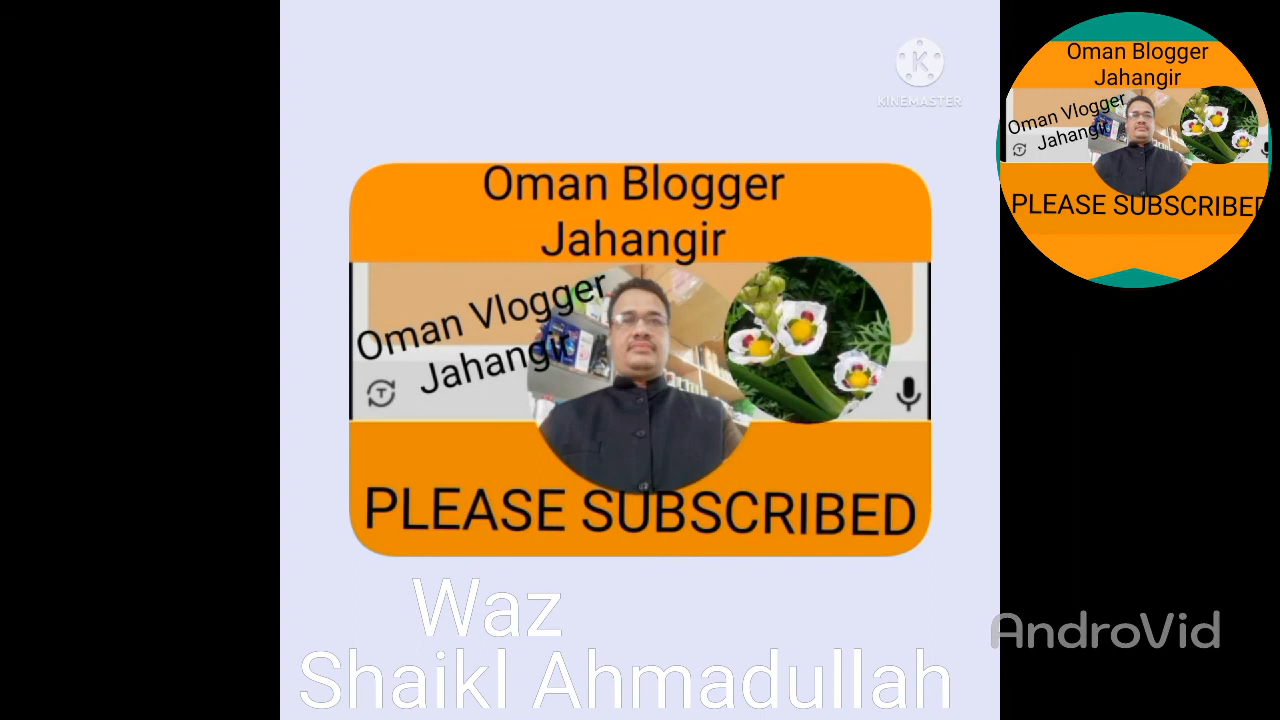 KINEMASTER
Oman Blogger
Jahangir
Oman Vlogger
Jahangir
PLEASE SUBSCRIBED
Waz
Shaikl Ahmadullah
Oman Blogger
Jahangir
Oman Vlogger
Jahangir
PLEASE SUBSCRIBED
AndroVid